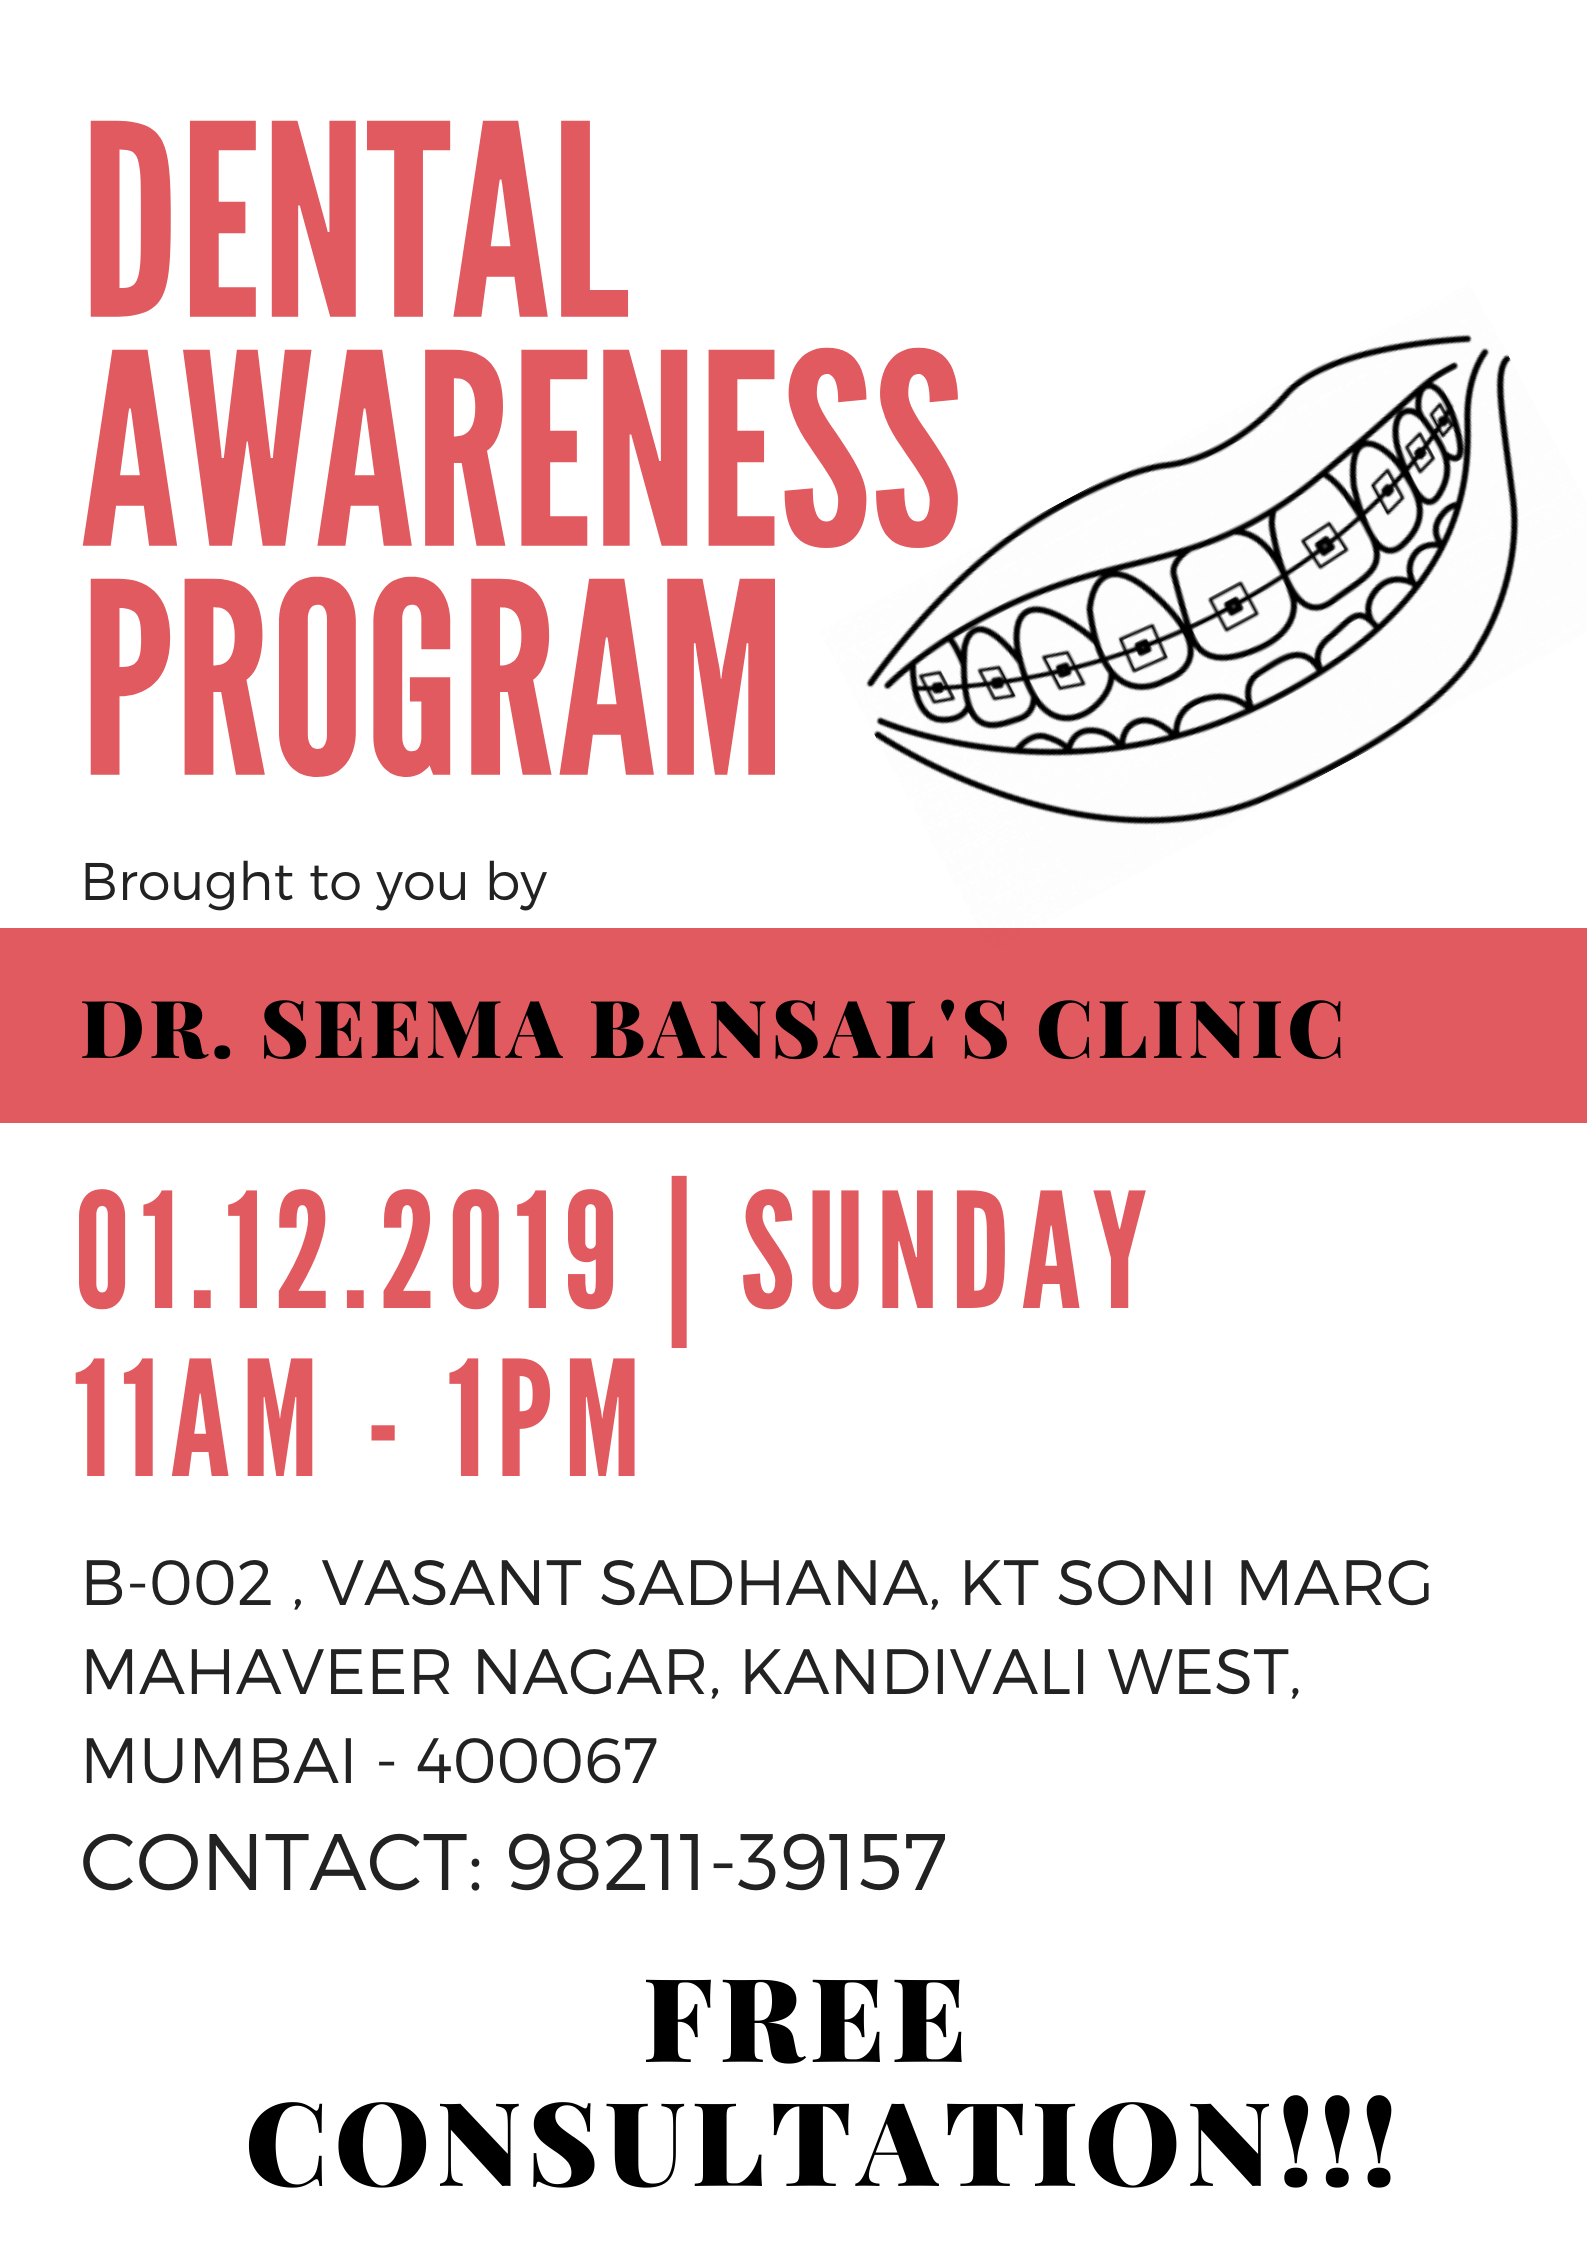 DENTAL
AWARENESS
PROGRAM
Brought to you by
DR. SEEMA BANSAL'S CLINIC
01.12.2019 | SUNDAY
11AM - 1PM
B-002 , VASANT SADHANA, KT SONI MARG
MAHAVEER NAGAR, KANDIVALI WEST,
MUMBAI - 400067
CONTACT: 98211-39157
FREE
CONSULTATION!!!